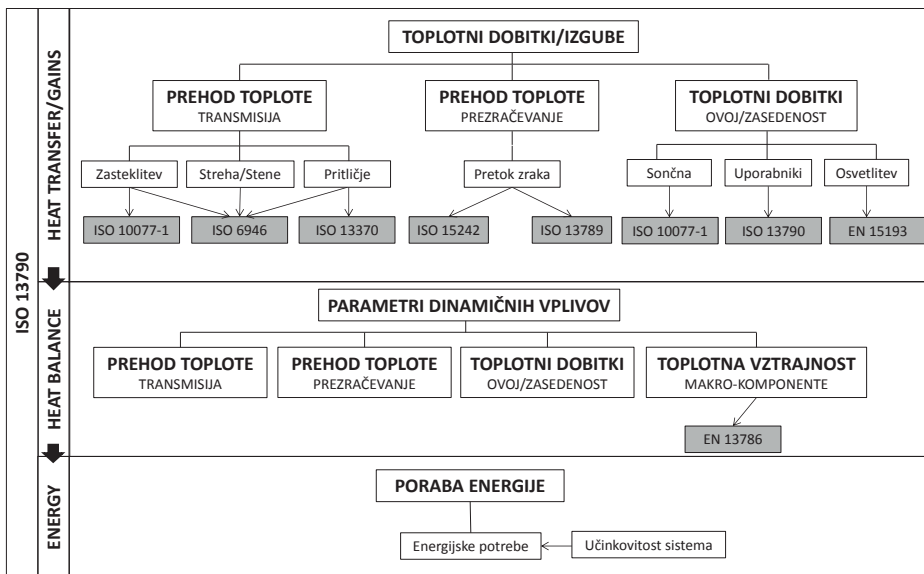 ISO 13790
HEAT TRANSFER/GAINS
TOPLOTNI DOBITKI/IZGUBE
PREHOD TOPLOTE
TRANSMISIJA
PREHOD TOPLOTE
PREZRAČEVANJE
TOPLOTNI DOBITKI
OVOJ/ZASEDENOST
Zasteklitev
Streha/Stene
Pritličje
Pretok zraka
Sončna
Uporabniki
Osvetlitev
ISO 10077-1
ISO 6946
ISO 13370
ISO 15242
ISO 13789
ISO 10077-1
ISO 13790
EN 15193
HEAT BALANCE
PARAMETRI DINAMIČNIH VPLIVOV
PREHOD TOPLOTE
TRANSMISIJA
PREHOD TOPLOTE
PREZRAČEVANJE
TOPLOTNI DOBITKI
OVOJ/ZASEDENOST
TOPLOTNA VZTRAJNOST
MAKRO-KOMPONENTE
EN 13786
ENERGY
PORABA ENERGIJE
Energijske potrebe
Učinkovitost sistema